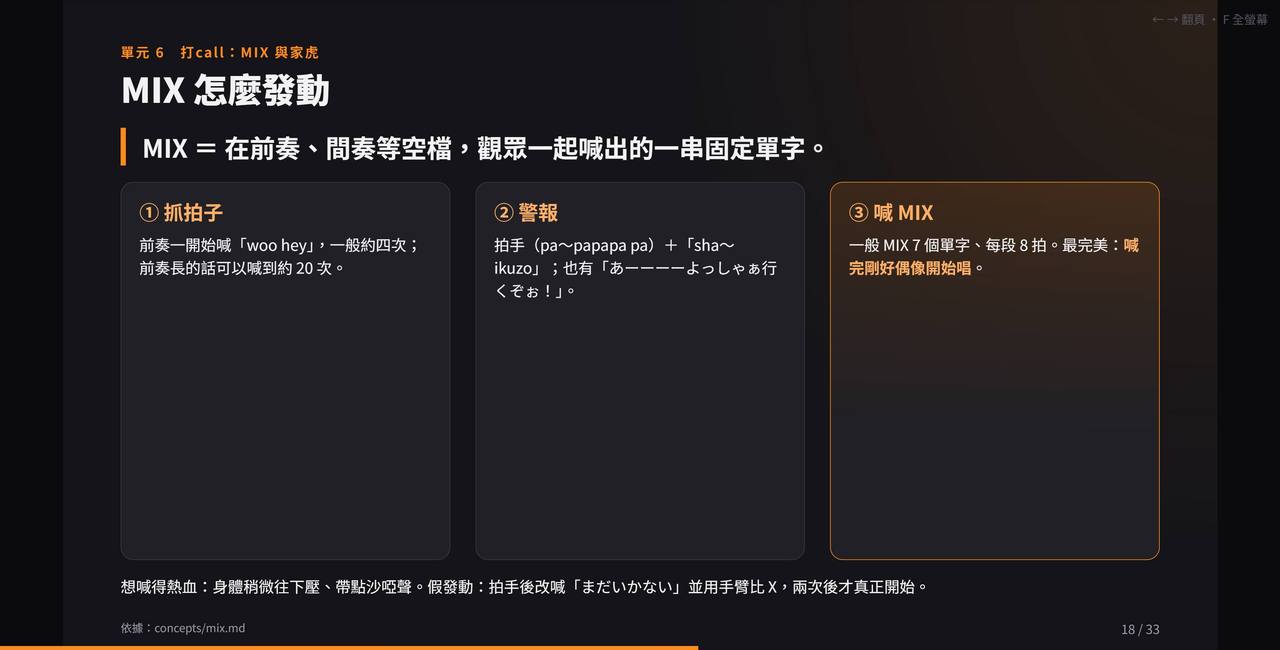 ← → 翻頁 · F 全螢幕
單元 6　打call：MIX 與家虎
MIX 怎麼發動
MIX ＝ 在前奏、間奏等空檔，觀眾一起喊出的一串固定單字。
① 抓拍子
前奏一開始喊「woo hey」，一般約四次；
前奏長的話可以喊到約 20 次。
② 警報
拍手（pa～papapa pa）＋「sha～
ikuzo」；也有「あーーーーよっしゃぁ行
くぞぉ！」。
③ 喊 MIX
一般 MIX 7 個單字、每段 8 拍。最完美：喊
完剛好偶像開始唱。
想喊得熱血：身體稍微往下壓、帶點沙啞聲。假發動：拍手後改喊「まだいかない」並用手臂比 X，兩次後才真正開始。
依據：concepts/mix.md
18 / 33